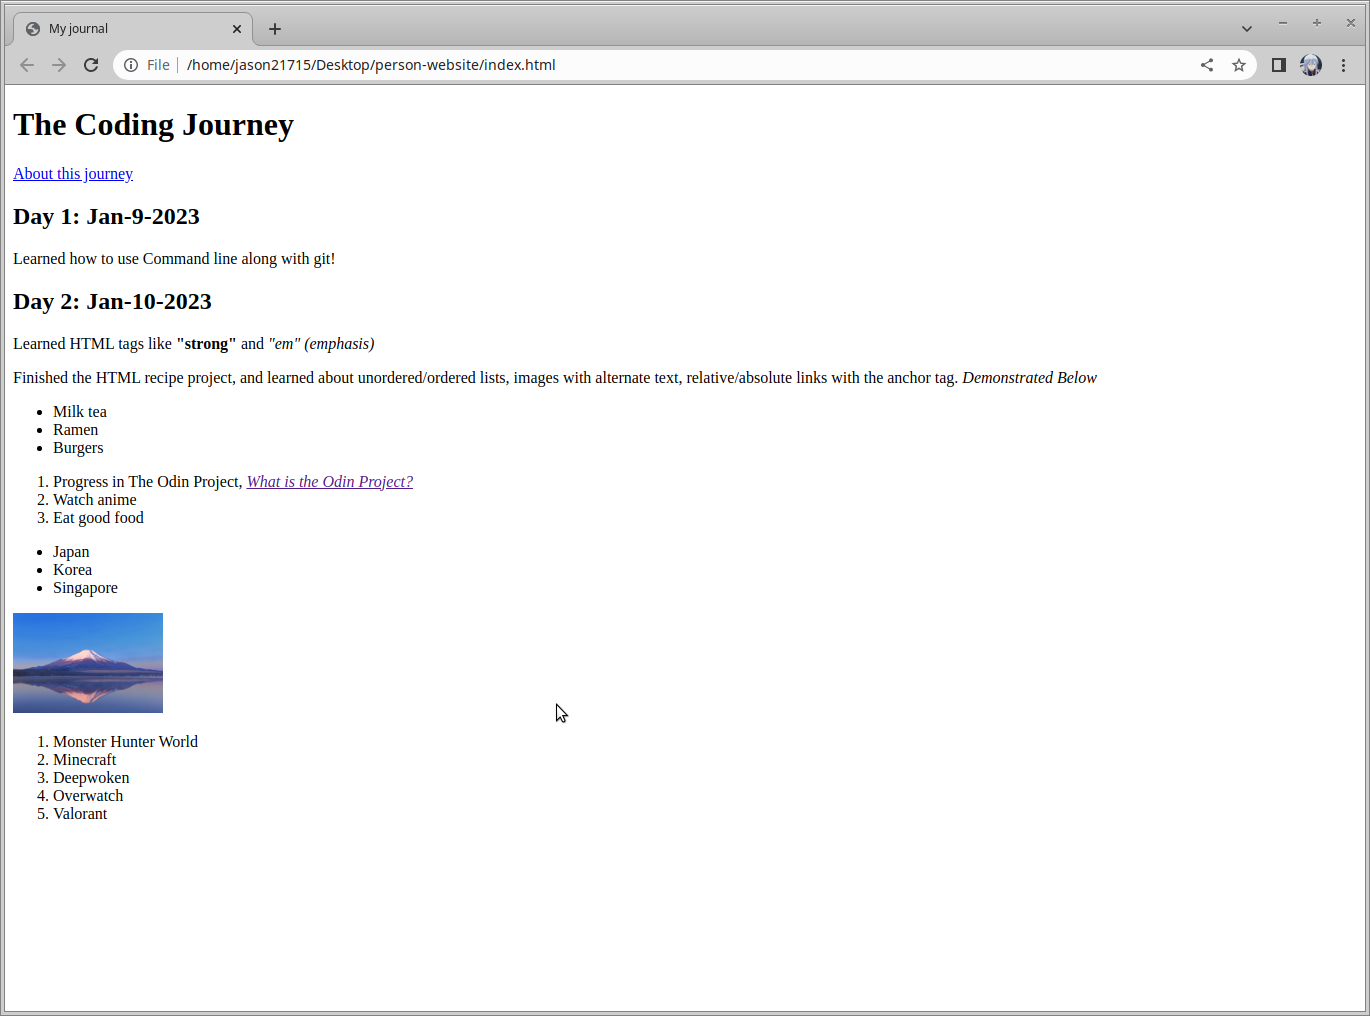 My journal
File /home/jason21715/Desktop/person-website/index.html
The Coding Journey
About this journey
Day 1: Jan-9-2023
Learned how to use Command line along with git!
Day 2: Jan-10-2023
Learned HTML tags like "strong" and "em" (emphasis)
Finished the HTML recipe project, and learned about unordered/ordered lists, images with alternate text, relative/absolute links with the anchor tag. Demonstrated Below
• Milk tea
• Ramen
• Burgers
1. Progress in The Odin Project, What is the Odin Project?
2. Watch anime
3. Eat good food
• Japan
• Korea
• Singapore
1. Monster Hunter World
2. Minecraft
3. Deepwoken
4. Overwatch
5. Valorant